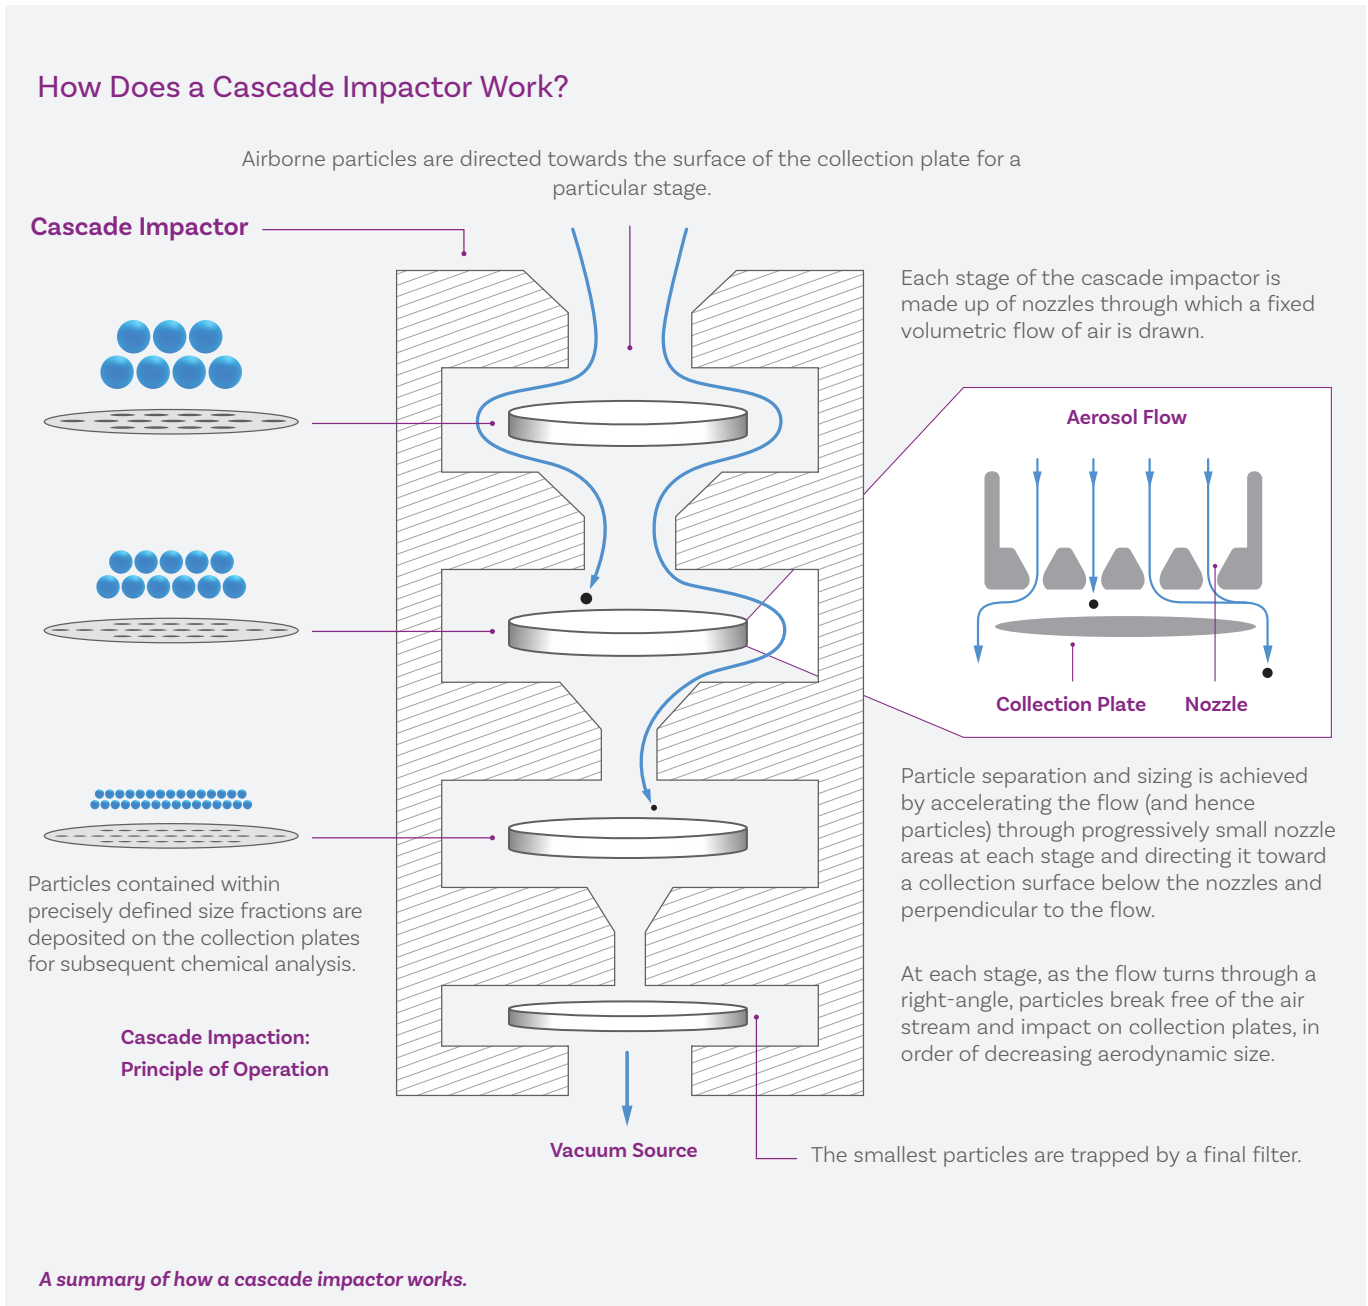 How Does a Cascade Impactor Work?
Airborne particles are directed towards the surface of the collection plate for a
particular stage.
Cascade Impactor
Each stage of the cascade impactor is
made up of nozzles through which a fixed
volumetric flow of air is drawn.
Aerosol Flow
Collection Plate
Nozzle
Particle separation and sizing is achieved
by accelerating the flow (and hence
particles) through progressively small nozzle
areas at each stage and directing it toward
a collection surface below the nozzles and
perpendicular to the flow.
Particles contained within
precisely defined size fractions are
deposited on the collection plates
for subsequent chemical analysis.
At each stage, as the flow turns through a
right-angle, particles break free of the air
stream and impact on collection plates, in
order of decreasing aerodynamic size.
Cascade Impaction:
Principle of Operation
Vacuum Source
The smallest particles are trapped by a final filter.
A summary of how a cascade impactor works.